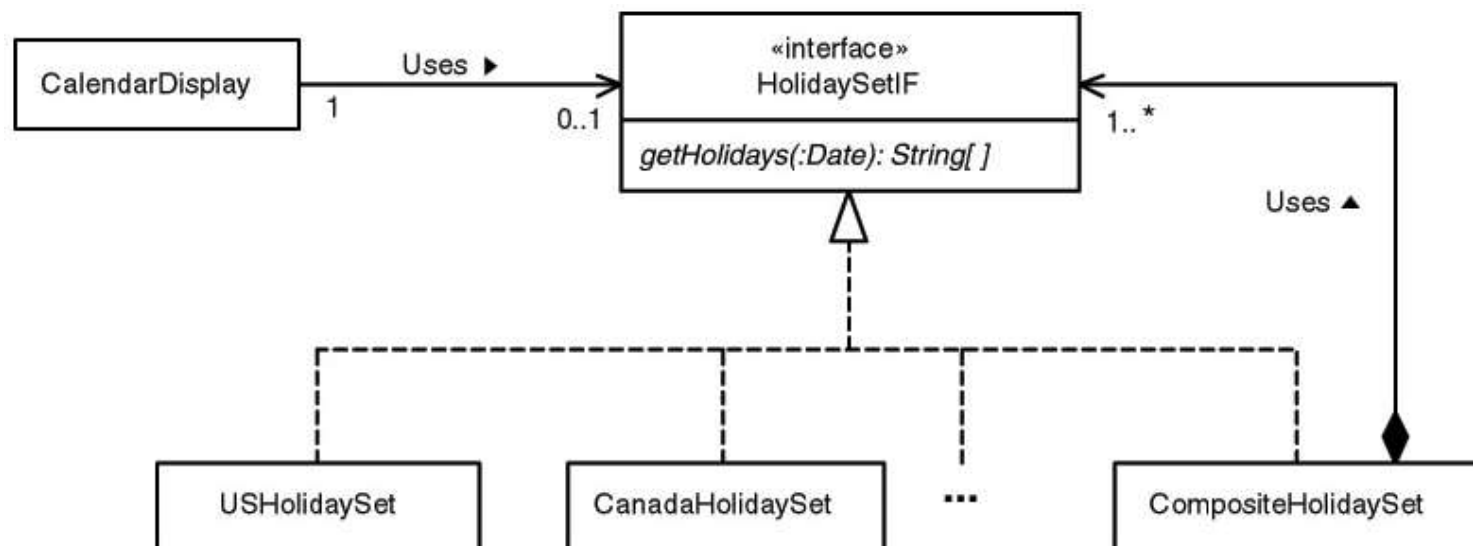 CalendarDisplay
Uses ▶
1
0..1
«interface»
HolidaySetIF
getHolidays(:Date): String[ ]
1..*
Uses ▲
USHolidaySet
CanadaHolidaySet
...
CompositeHolidaySet